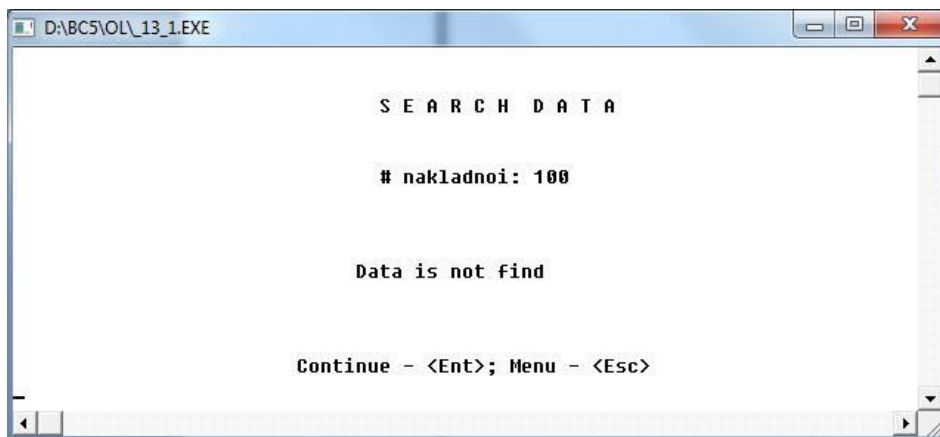 D:\BC5\OL\_13_1.EXE
S E A R C H  D A T A
# nakladnoi: 100
Data is not find
Continue - <Ent>; Menu - <Esc>